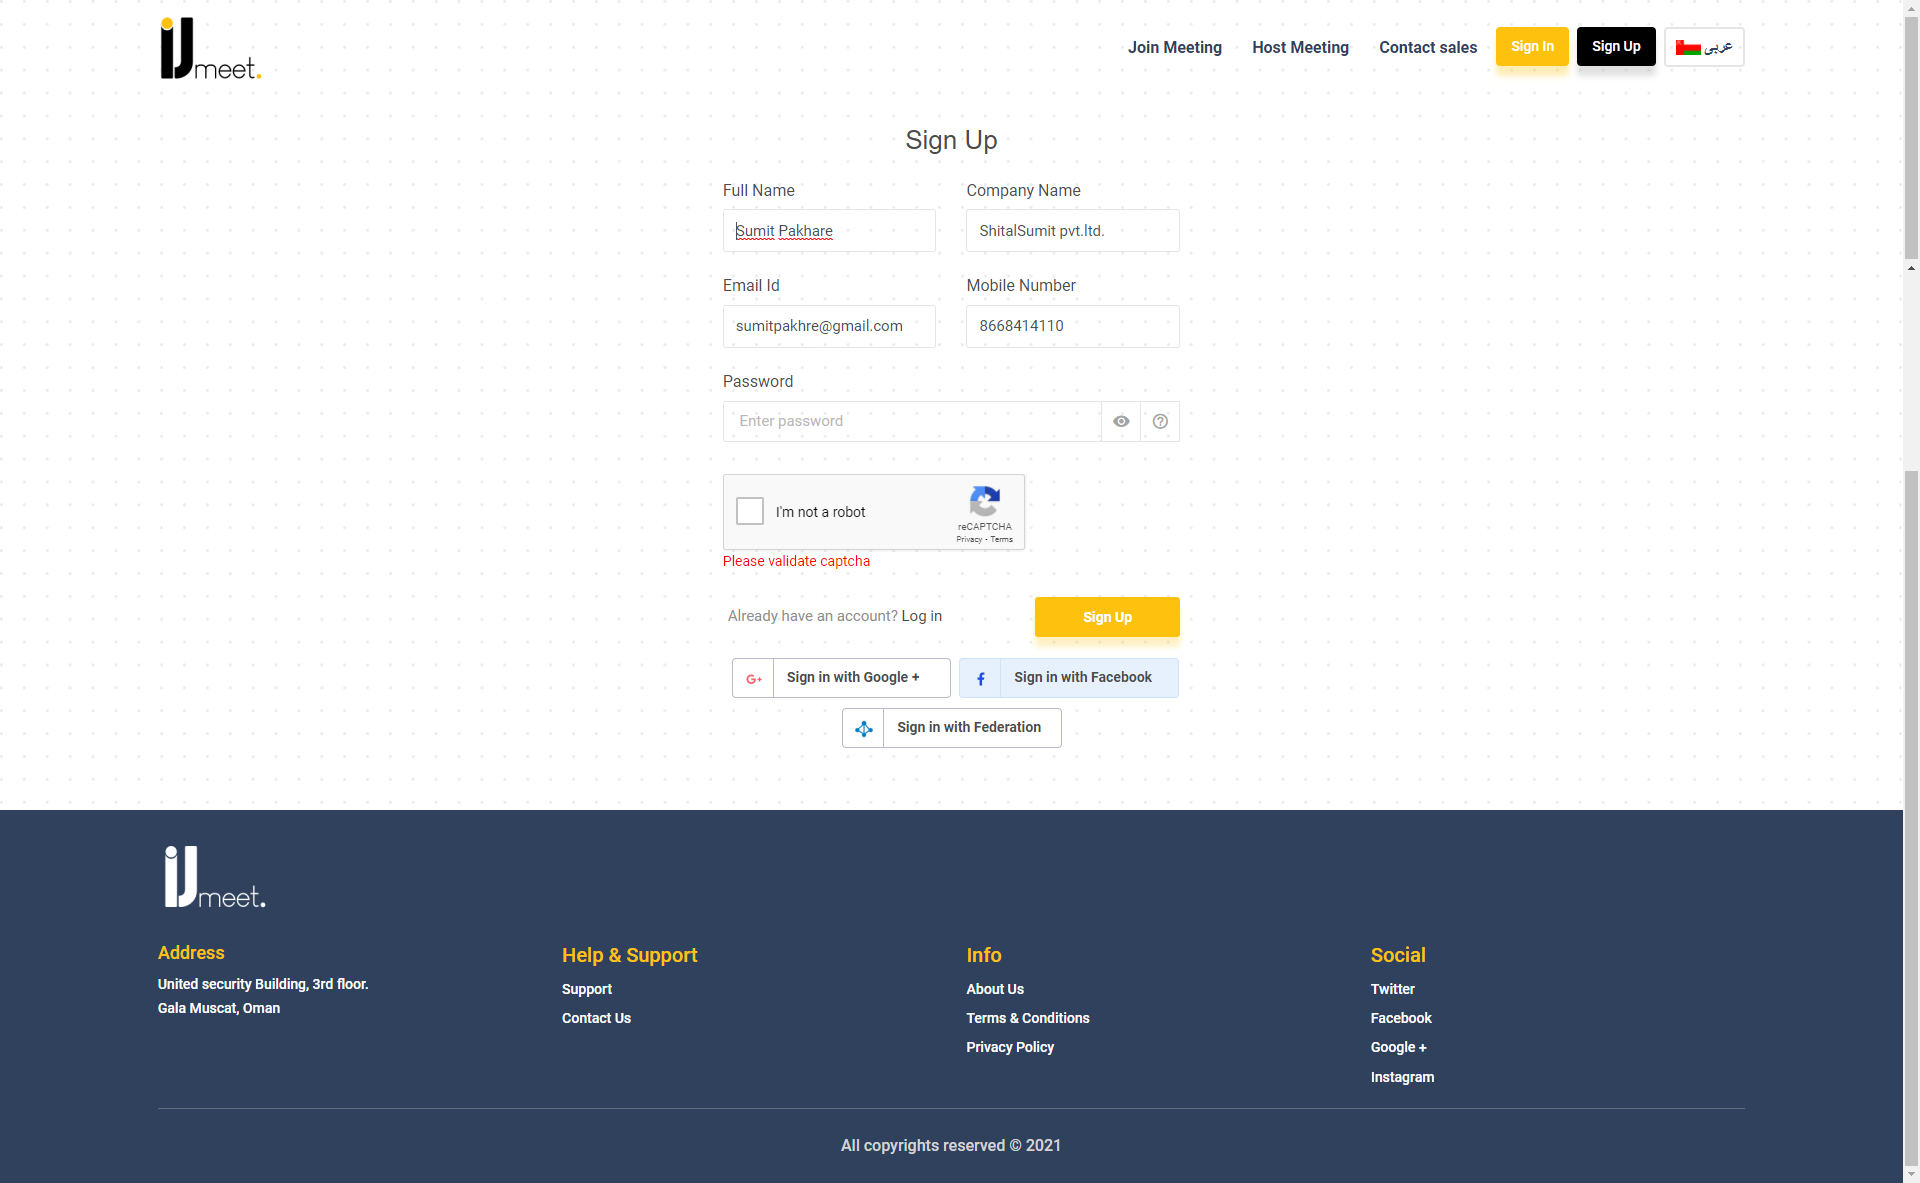 iJmeet.
Join Meeting Host Meeting Contact sales Sign In Sign Up عربى
Sign Up
Full Name Company Name
Sumit Pakhare ShitalSumit pvt.ltd.
Email Id Mobile Number
sumitpakhre@gmail.com 8668414110
Password
Enter password
I'm not a robot
reCAPTCHA
Privacy - Terms
Please validate captcha
Already have an account? Log in Sign Up
G+ Sign in with Google + f Sign in with Facebook
Sign in with Federation
iJmeet.
Address
United security Building, 3rd floor.
Gala Muscat, Oman
Help & Support
Support
Contact Us
Info
About Us
Terms & Conditions
Privacy Policy
Social
Twitter
Facebook
Google +
Instagram
All copyrights reserved © 2021